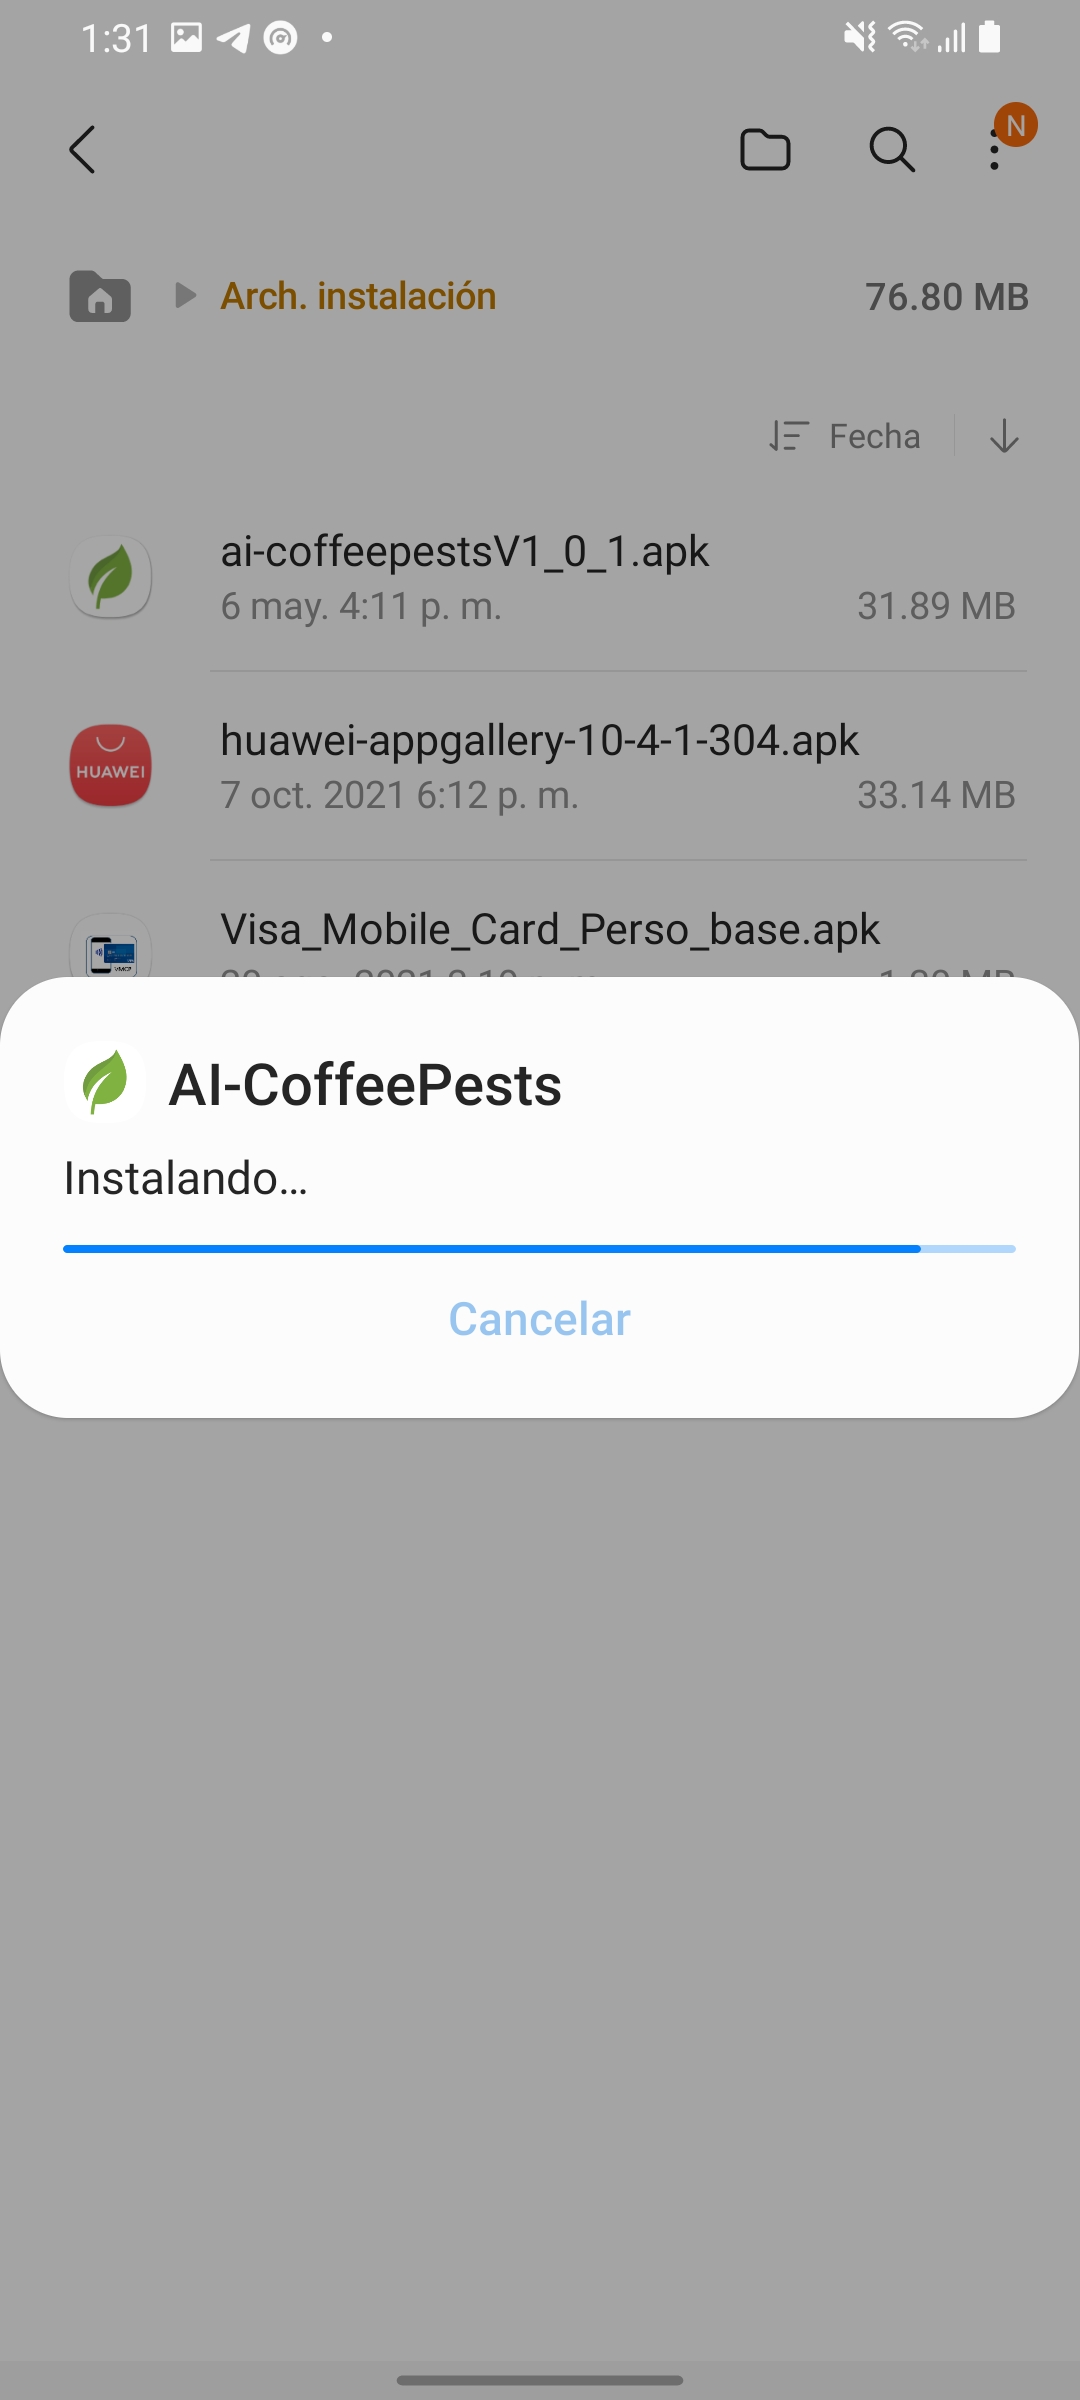 1:31
N
Arch. instalación
76.80 MB
Fecha
ai-coffeepestsV1_0_1.apk
6 may. 4:11 p. m.
31.89 MB
HUAWEI
huawei-appgallery-10-4-1-304.apk
7 oct. 2021 6:12 p. m.
33.14 MB
Visa_Mobile_Card_Perso_base.apk
VMCP
AI-CoffeePests
Instalando...
Cancelar